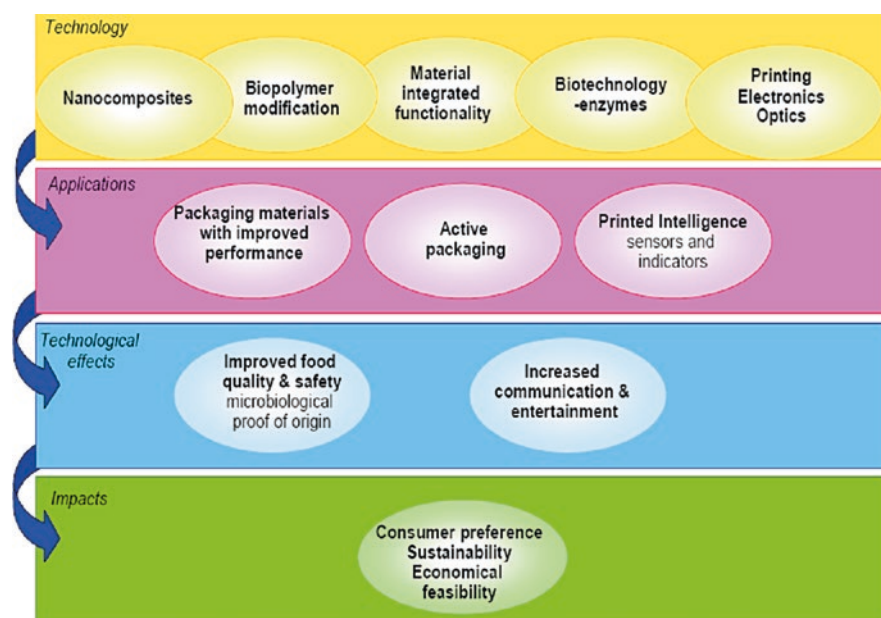 Technology
Nanocomposites
Biopolymer
modification
Material
integrated
functionality
Biotechnology
-enzymes
Printing
Electronics
Optics
Applications
Packaging materials
with improved
performance
Active
packaging
Printed Intelligence
sensors and
indicators
Technological
effects
Improved food
quality & safety
microbiological
proof of origin
Increased
communication &
entertainment
Impacts
Consumer preference
Sustainability
Economical
feasibility